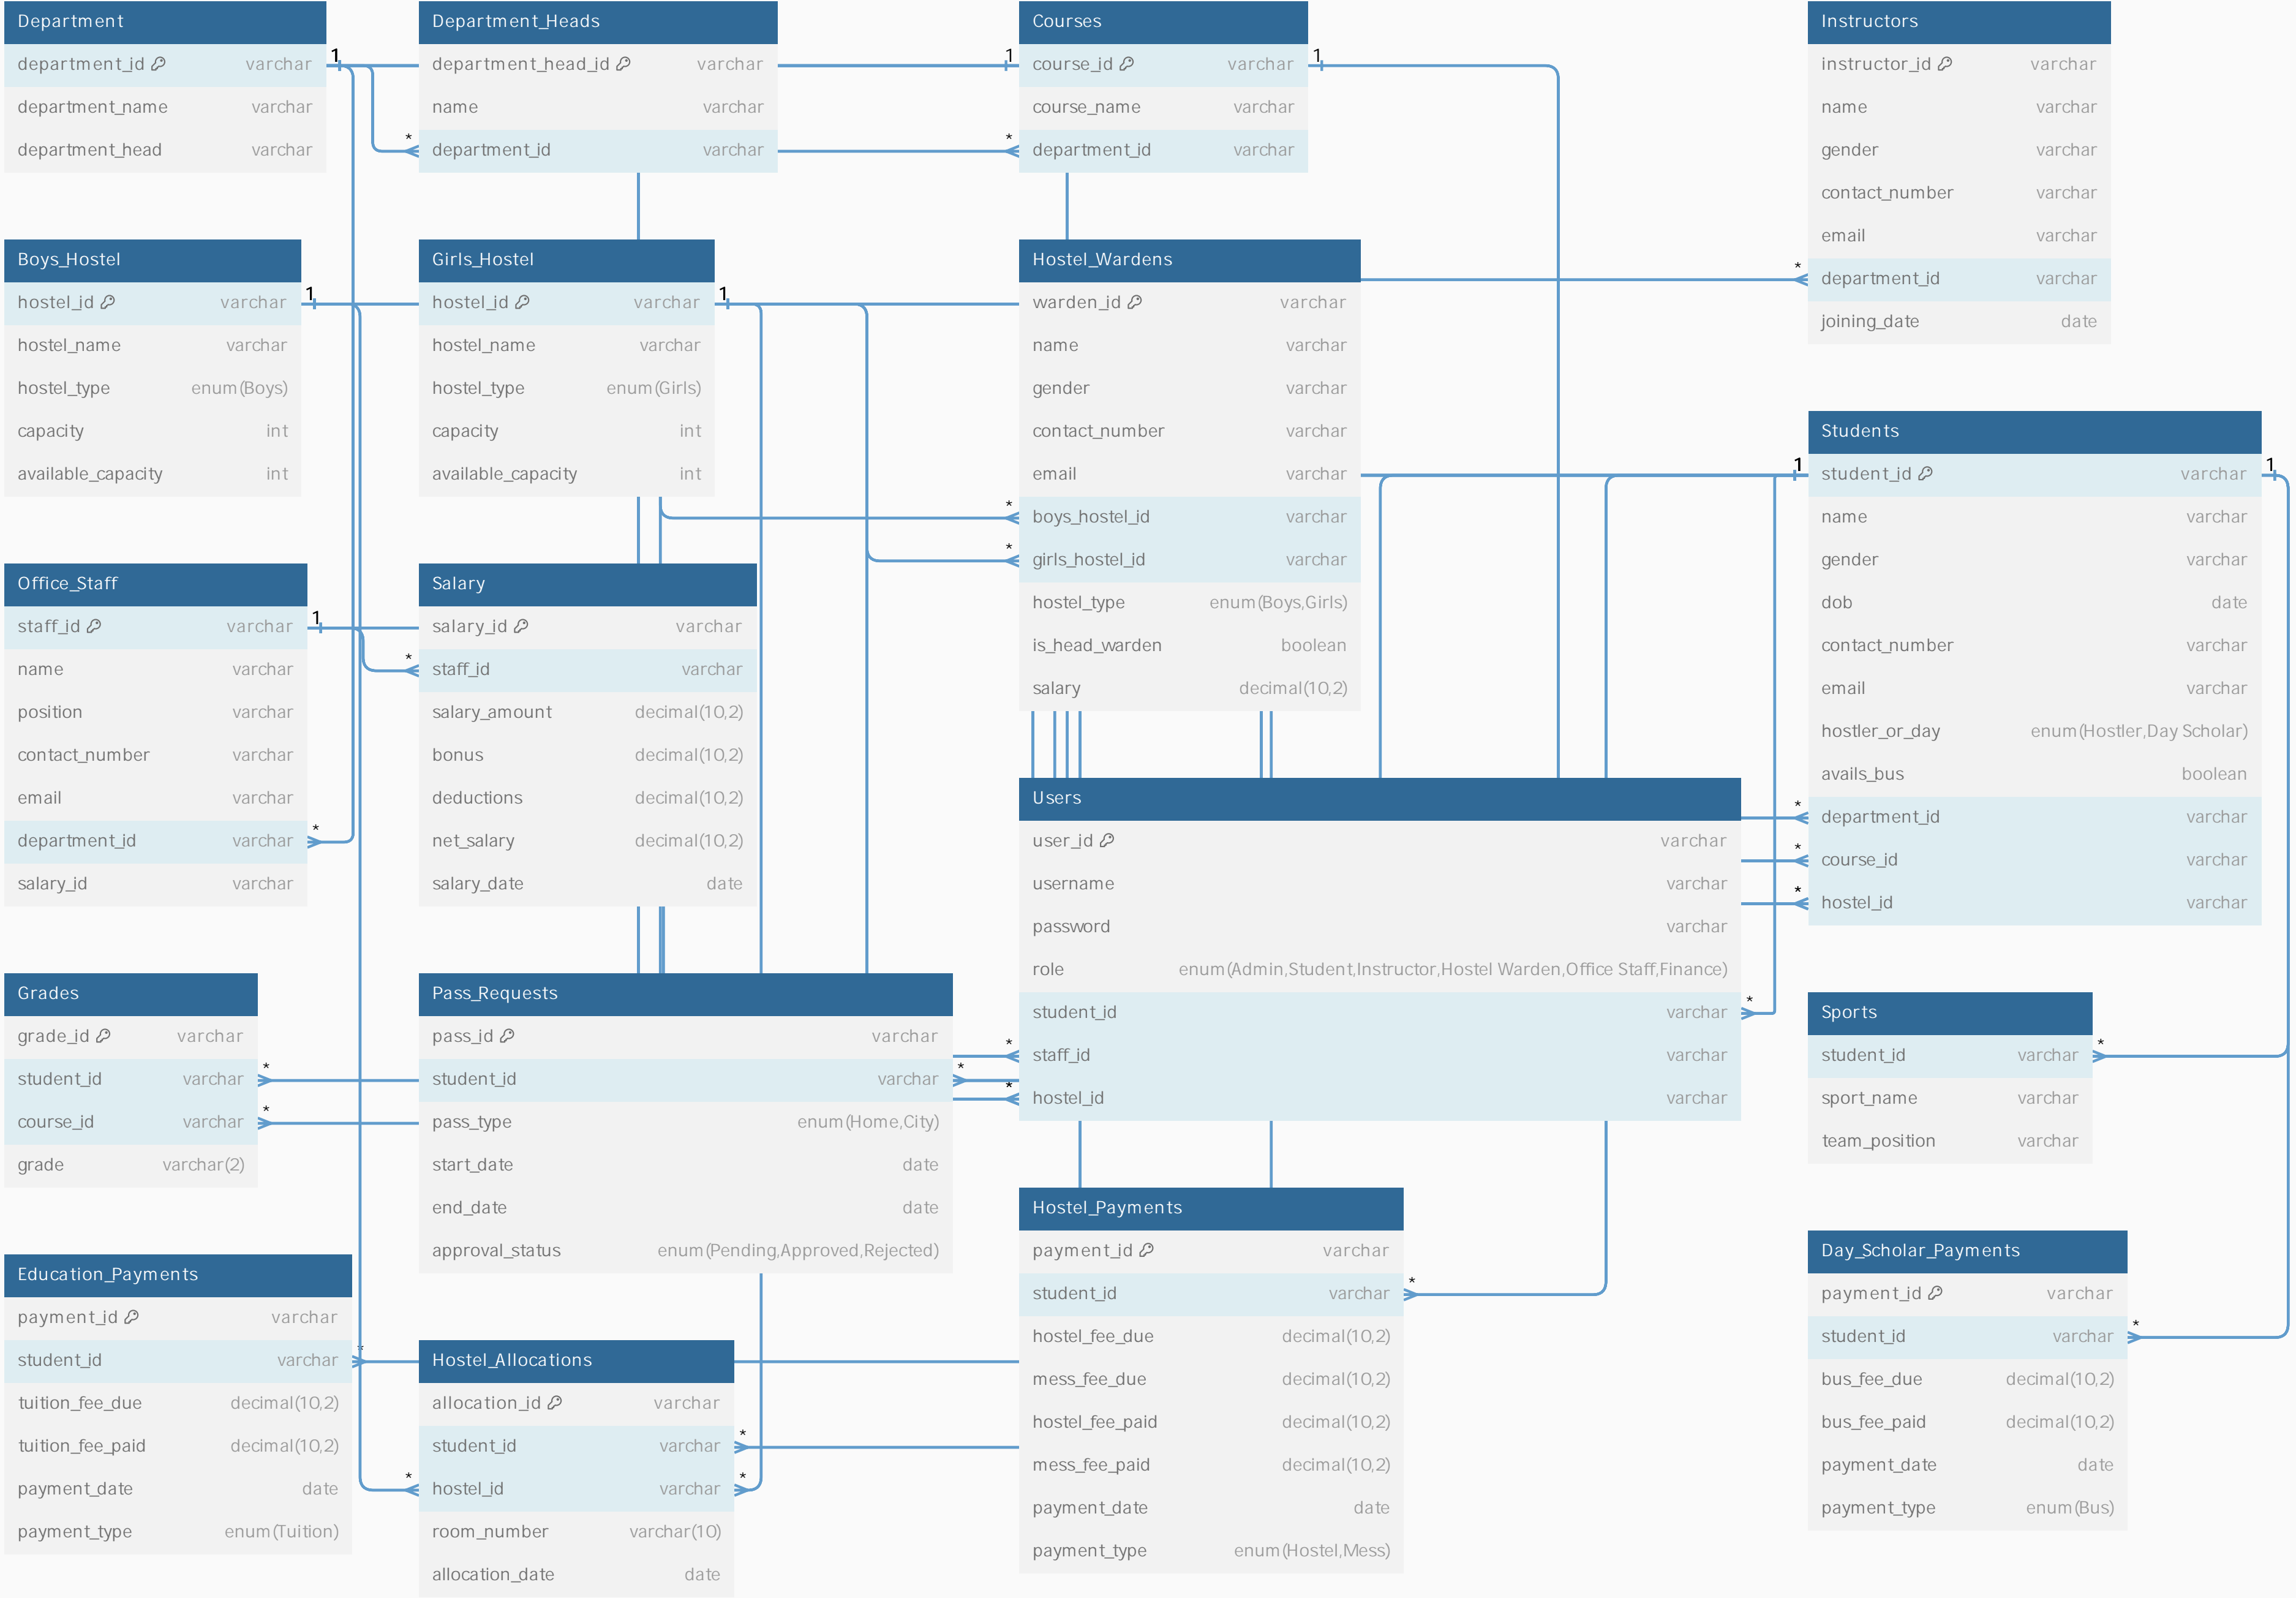 Department
department_id varchar
department_name varchar
department_head varchar
Department_Heads
department_head_id varchar
name varchar
department_id varchar
Courses
course_id varchar
course_name varchar
department_id varchar
Instructors
instructor_id varchar
name varchar
gender varchar
contact_number varchar
email varchar
department_id varchar
joining_date date
Boys_Hostel
hostel_id varchar
hostel_name varchar
hostel_type enum(Boys)
capacity int
available_capacity int
Girls_Hostel
hostel_id varchar
hostel_name varchar
hostel_type enum(Girls)
capacity int
available_capacity int
Hostel_Wardens
warden_id varchar
name varchar
gender varchar
contact_number varchar
email varchar
boys_hostel_id varchar
girls_hostel_id varchar
hostel_type enum(Boys,Girls)
is_head_warden boolean
salary decimal(10,2)
Students
student_id varchar
name varchar
gender varchar
dob date
contact_number varchar
email varchar
hostler_or_day enum(Hostler,Day Scholar)
avails_bus boolean
department_id varchar
course_id varchar
hostel_id varchar
Office_Staff
staff_id varchar
name varchar
position varchar
contact_number varchar
email varchar
department_id varchar
salary_id varchar
Salary
salary_id varchar
staff_id varchar
salary_amount decimal(10,2)
bonus decimal(10,2)
deductions decimal(10,2)
net_salary decimal(10,2)
salary_date date
Users
user_id varchar
username varchar
password varchar
role enum(Admin,Student,Instructor,Hostel Warden,Office Staff,Finance)
student_id varchar
staff_id varchar
hostel_id varchar
Grades
grade_id varchar
student_id varchar
course_id varchar
grade varchar(2)
Pass_Requests
pass_id varchar
student_id varchar
pass_type enum(Home,City)
start_date date
end_date date
approval_status enum(Pending,Approved,Rejected)
Sports
student_id varchar
sport_name varchar
team_position varchar
Education_Payments
payment_id varchar
student_id varchar
tuition_fee_due decimal(10,2)
tuition_fee_paid decimal(10,2)
payment_date date
payment_type enum(Tuition)
Hostel_Allocations
allocation_id varchar
student_id varchar
hostel_id varchar
room_number varchar(10)
allocation_date date
Hostel_Payments
payment_id varchar
student_id varchar
hostel_fee_due decimal(10,2)
mess_fee_due decimal(10,2)
hostel_fee_paid decimal(10,2)
mess_fee_paid decimal(10,2)
payment_date date
payment_type enum(Hostel,Mess)
Day_Scholar_Payments
payment_id varchar
student_id varchar
bus_fee_due decimal(10,2)
bus_fee_paid decimal(10,2)
payment_date date
payment_type enum(Bus)